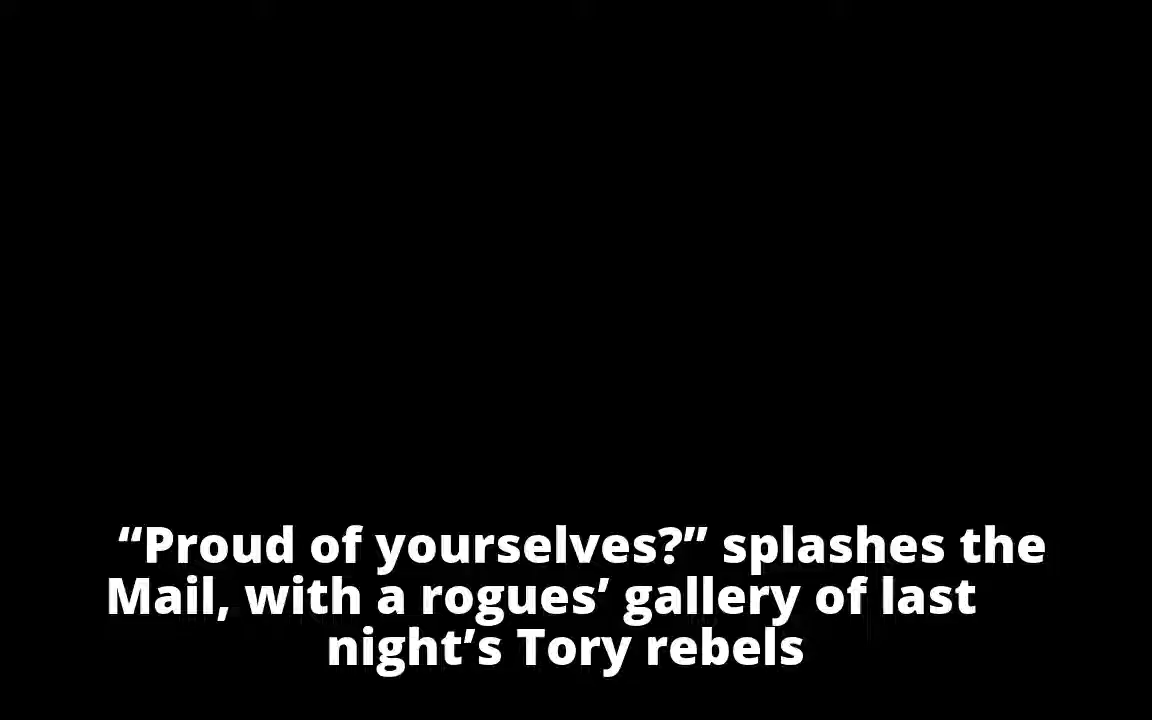 “Proud of yourselves?” splashes the
Mail, with a rogues’ gallery of last
night’s Tory rebels